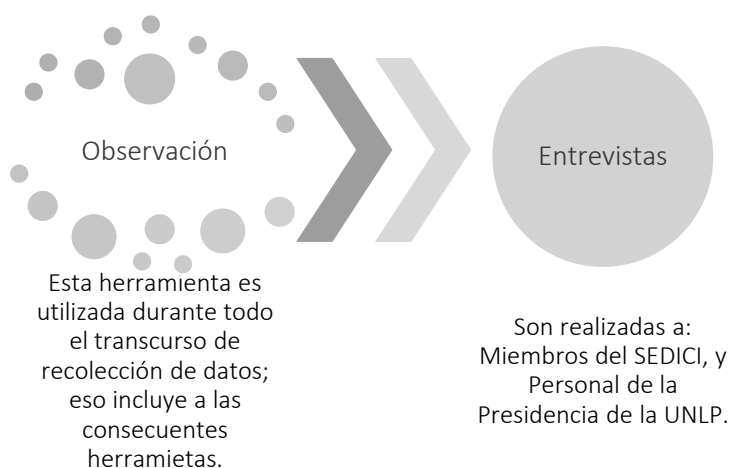 Observación
Esta herramienta es
utilizada durante todo
el transcurso de
recolección de datos;
eso incluye a las
consecuentes
herramietas.
Entrevistas
Son realizadas a:
Miembros del SEDICI, y
Personal de la
Presidencia de la UNLP.